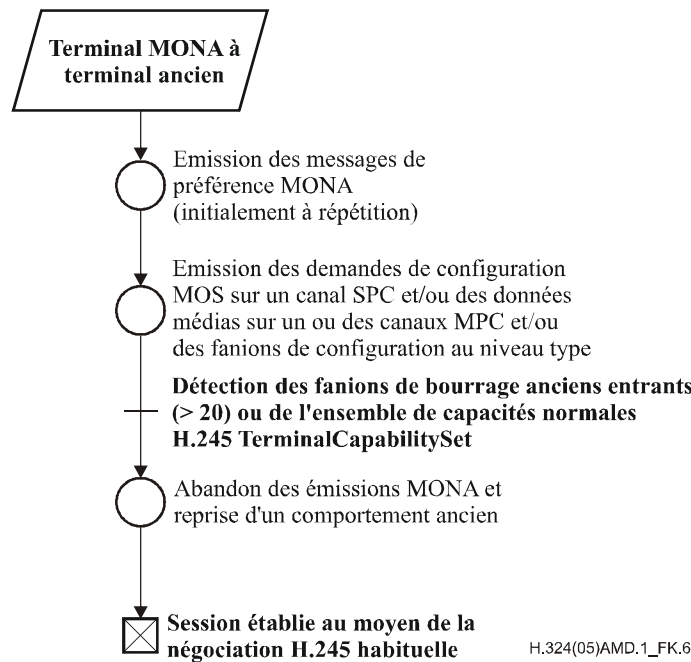 Terminal MONA à
terminal ancien
Emission des messages de
préférence MONA
(initialement à répétition)
Emission des demandes de configuration
MOS sur un canal SPC et/ou des données
médias sur un ou des canaux MPC et/ou
des fanions de configuration au niveau type
Détection des fanions de bourrage anciens entrants
(> 20) ou de l'ensemble de capacités normales
H.245 TerminalCapabilitySet
Abandon des émissions MONA et
reprise d'un comportement ancien
Session établie au moyen de la
négociation H.245 habituelle
H.324(05)AMD.1_FK.6